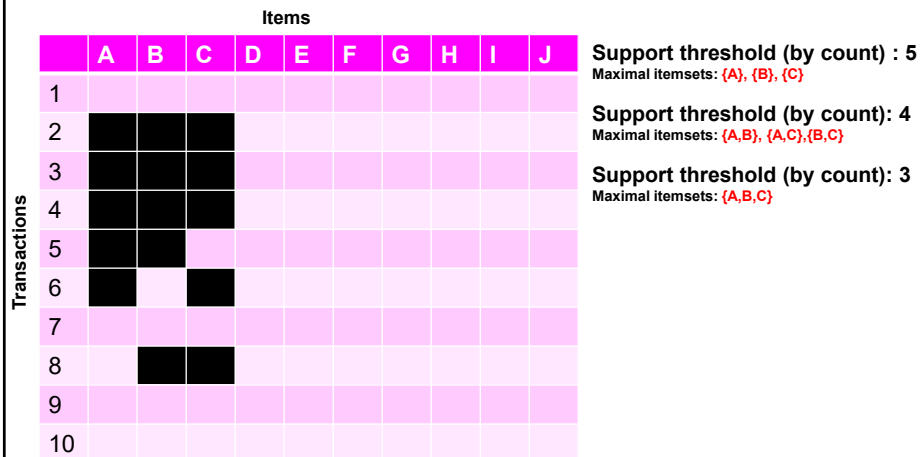 Items
A B C D E F G H I J
1
2
3
4
5
6
7
8
9
10
Transactions
Support threshold (by count) : 5
Maximal itemsets: {A}, {B}, {C}
Support threshold (by count): 4
Maximal itemsets: {A,B}, {A,C},{B,C}
Support threshold (by count): 3
Maximal itemsets: {A,B,C}